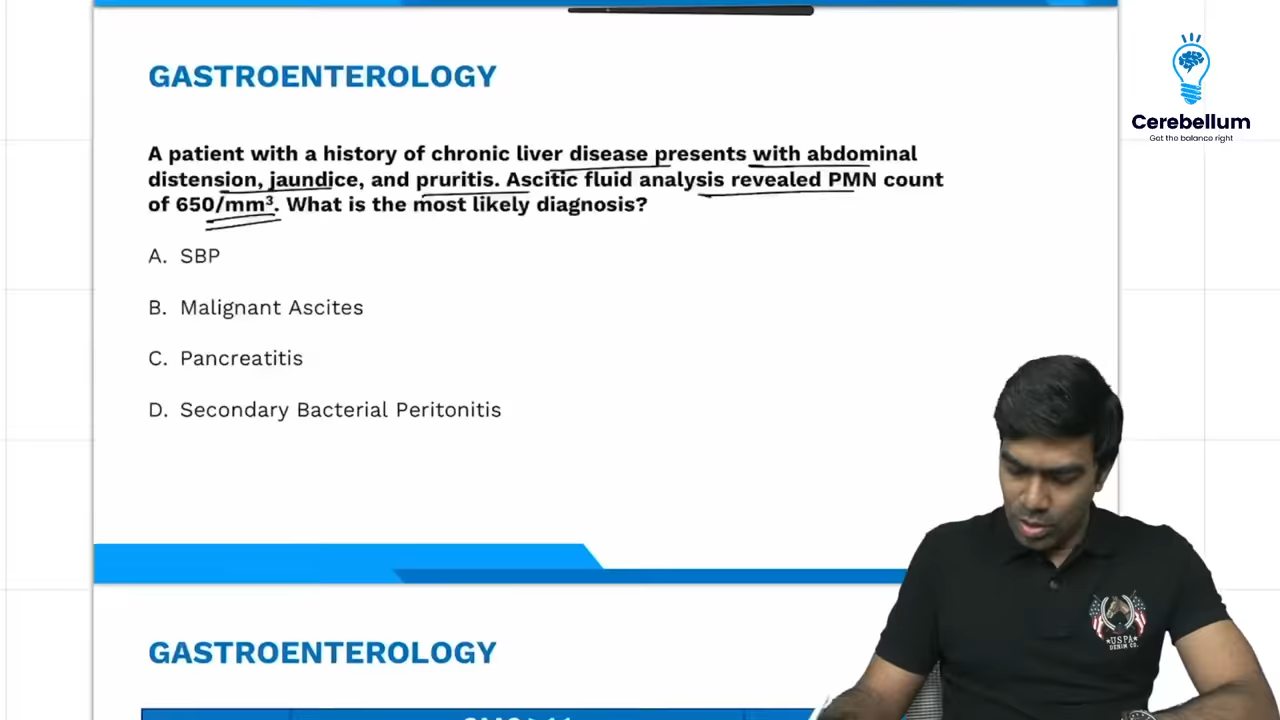 GASTROENTEROLOGY
Cerebellum
Get the balance right
A patient with a history of chronic liver disease presents with abdominal
distension, jaundice, and pruritis. Ascitic fluid analysis revealed PMN count
of 650/mm³. What is the most likely diagnosis?
A. SBP
B. Malignant Ascites
C. Pancreatitis
D. Secondary Bacterial Peritonitis
USPA
DENIM CO.
GASTROENTEROLOGY